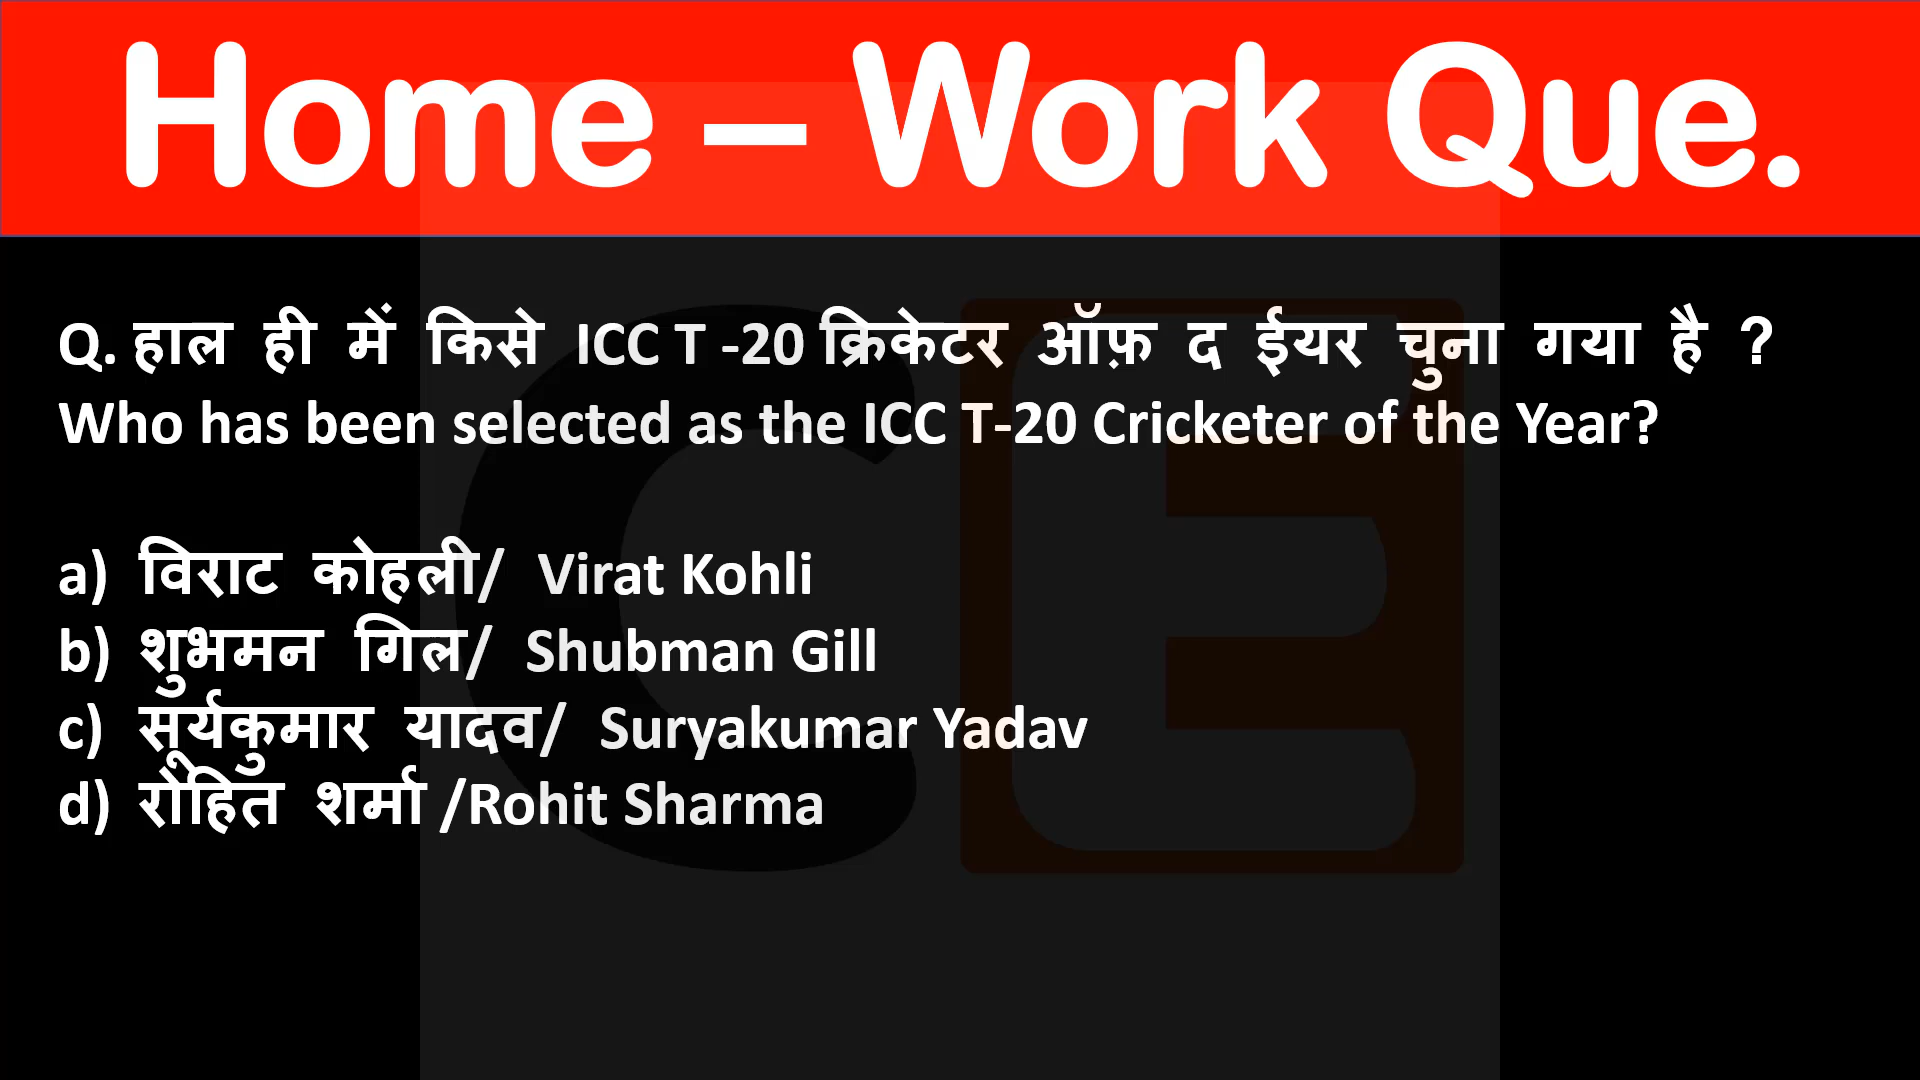 Home – Work Que.
Q. हाल ही में किसे ICC T -20 क्रिकेटर ऑफ़ द ईयर चुना गया है ?
Who has been selected as the ICC T-20 Cricketer of the Year?
a) विराट कोहली/ Virat Kohli
b) शुभमन गिल/ Shubman Gill
c) सूर्यकुमार यादव/ Suryakumar Yadav
d) रोहित शर्मा /Rohit Sharma
CE